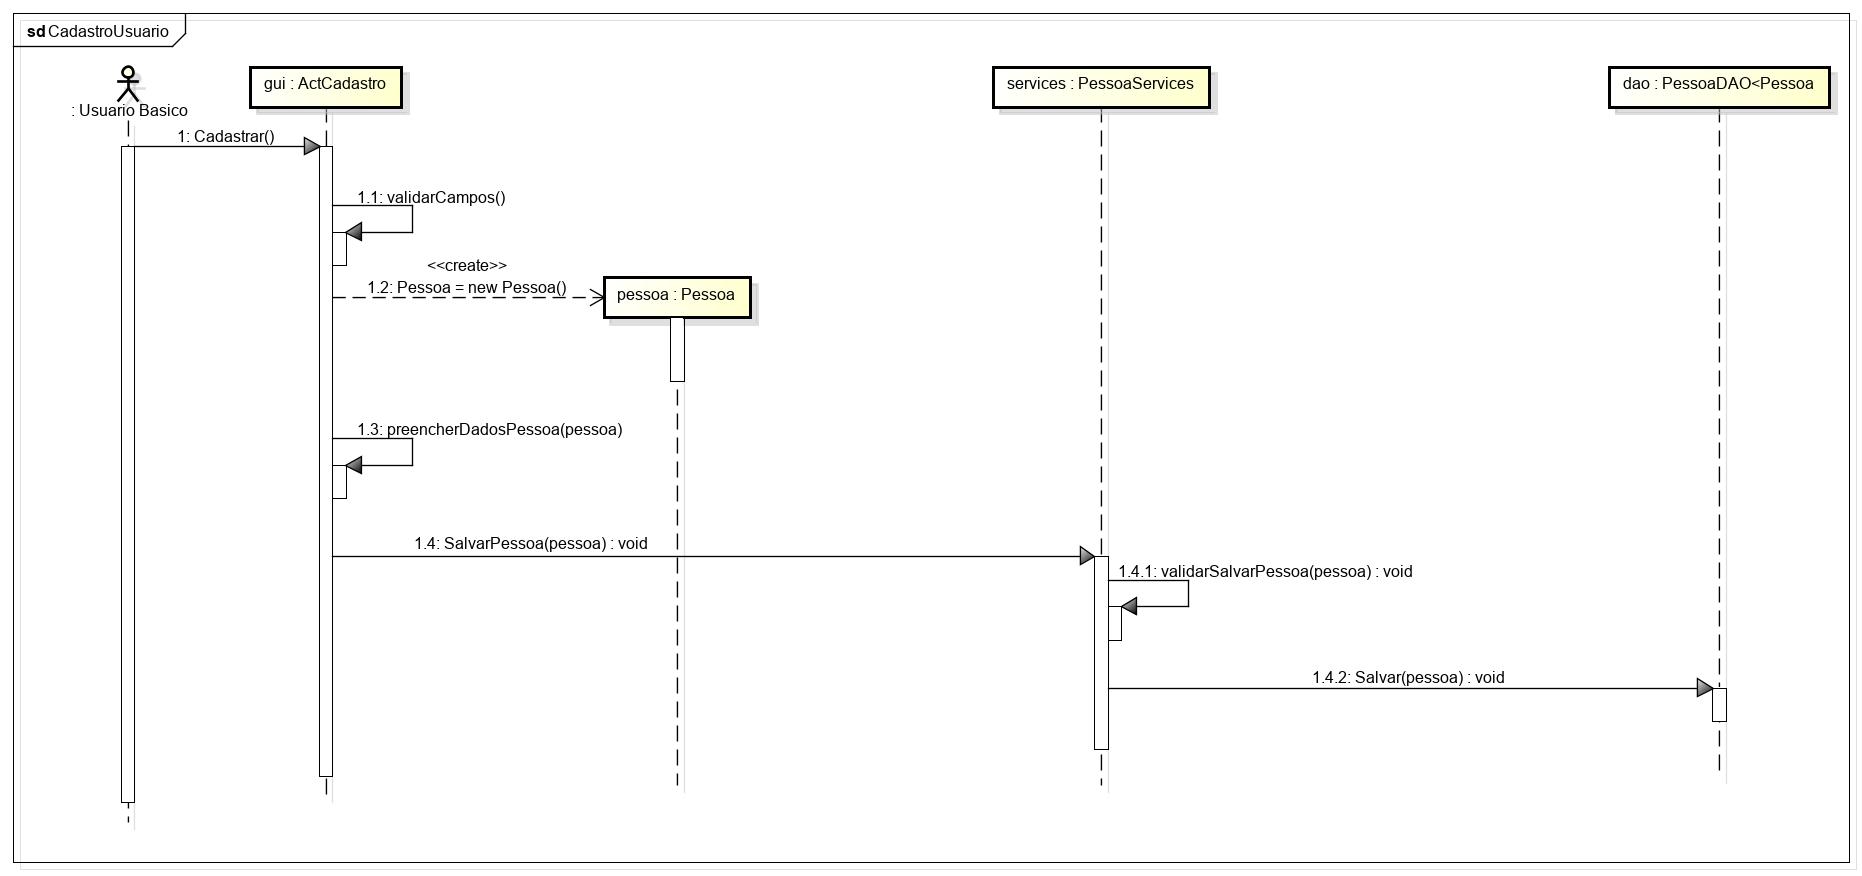 sd CadastroUsuario
: Usuario Basico
gui : ActCadastro
services : PessoaServices
dao : PessoaDAO<Pessoa
1: Cadastrar()
1.1: validarCampos()
<<create>>
1.2: Pessoa = new Pessoa()
pessoa : Pessoa
1.3: preencherDadosPessoa(pessoa)
1.4: SalvarPessoa(pessoa) : void
1.4.1: validarSalvarPessoa(pessoa) : void
1.4.2: Salvar(pessoa) : void